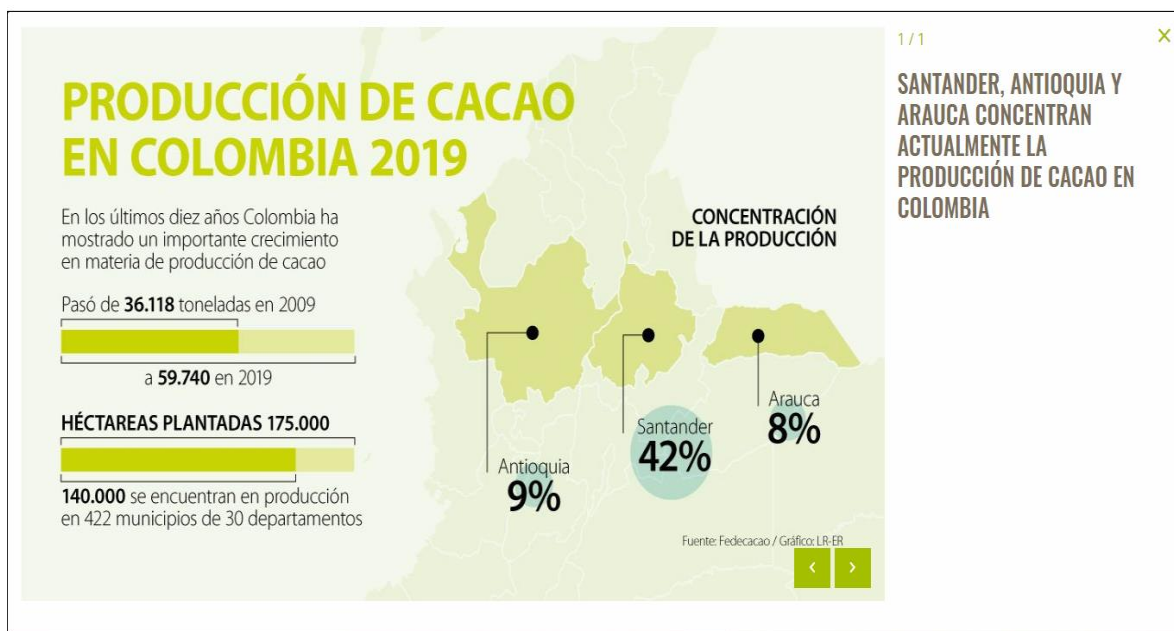 PRODUCCIÓN DE CACAO
EN COLOMBIA 2019
En los últimos diez años Colombia ha
mostrado un importante crecimiento
en materia de producción de cacao
Pasó de 36.118 toneladas en 2009
a 59.740 en 2019
HÉCTAREAS PLANTADAS 175.000
140.000 se encuentran en producción
en 422 municipios de 30 departamentos
CONCENTRACIÓN
DE LA PRODUCCIÓN
Antioquia
9%
Santander
42%
Arauca
8%
Fuente: Fedecacao / Gráfico: LR-ER
1 / 1
SANTANDER, ANTIOQUIA Y
ARAUCA CONCENTRAN
ACTUALMENTE LA
PRODUCCIÓN DE CACAO EN
COLOMBIA